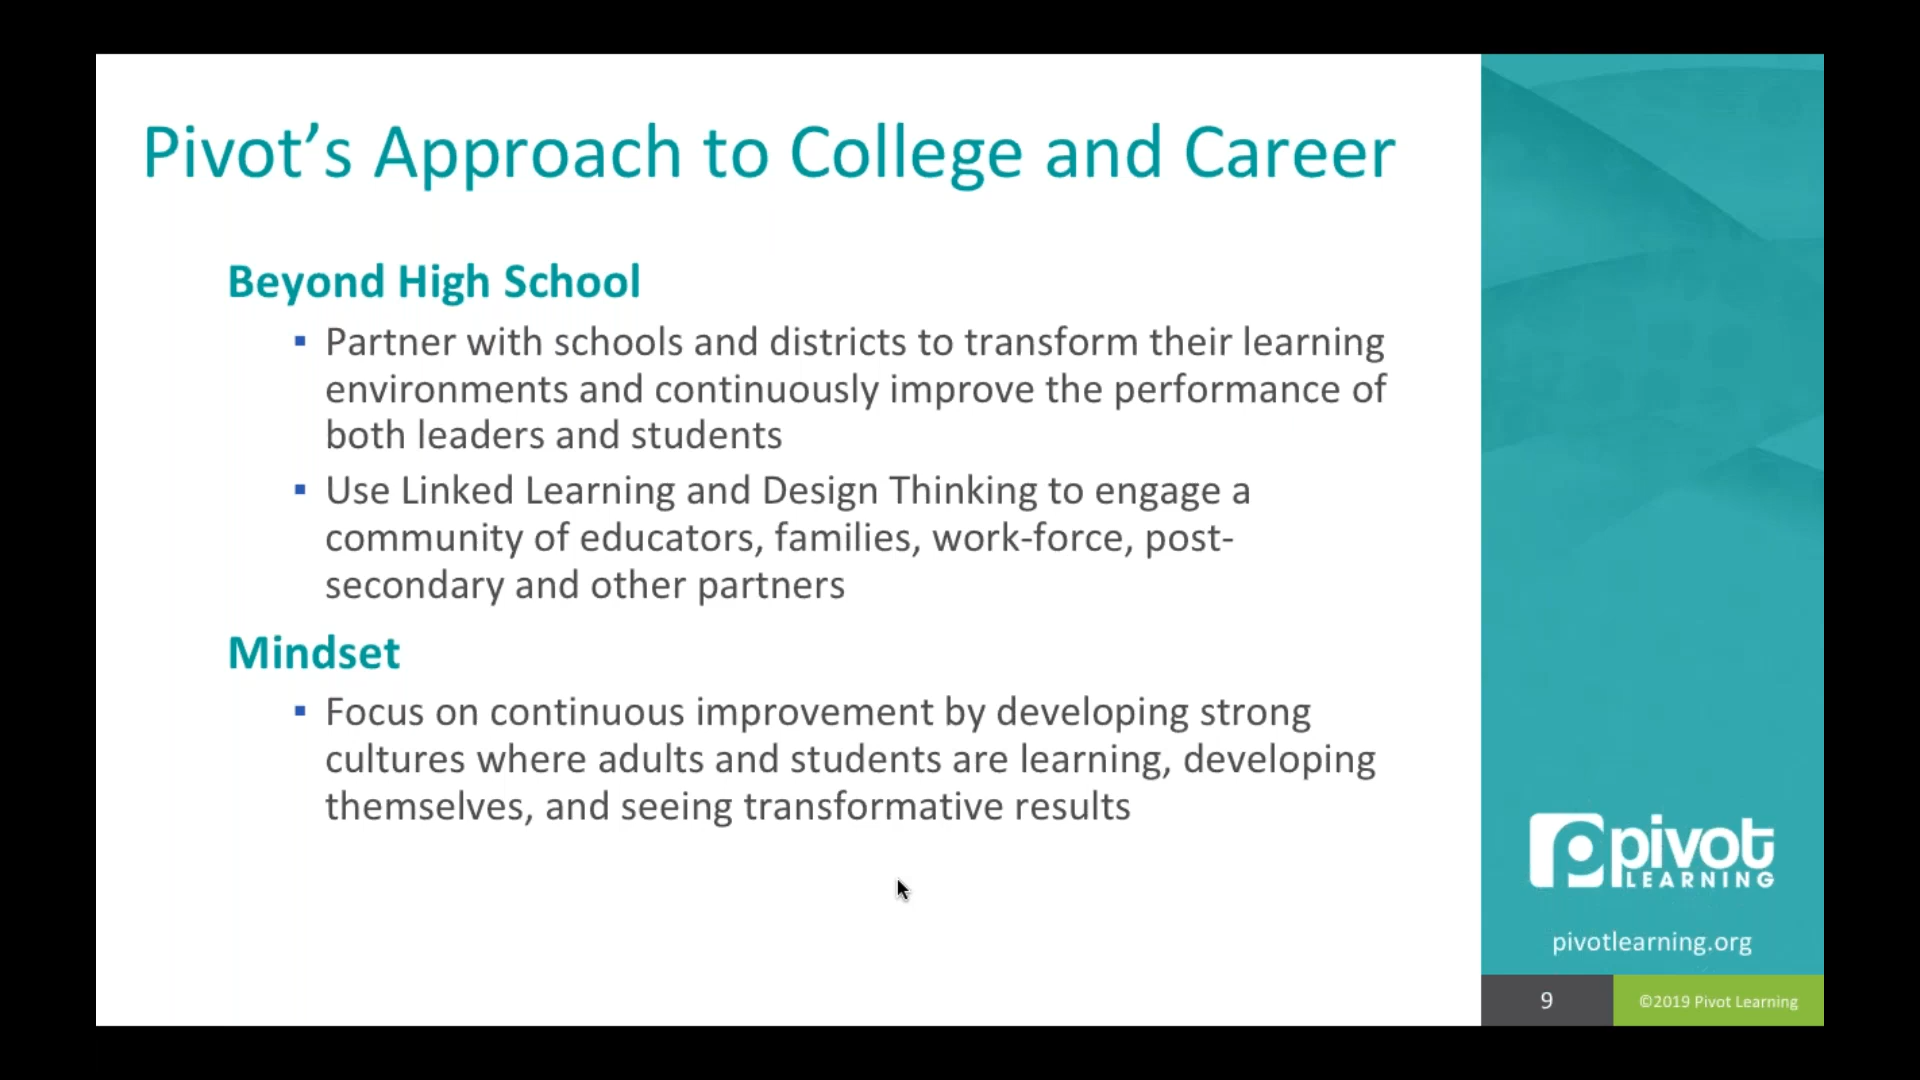 Pivot’s Approach to College and Career
Beyond High School
▪ Partner with schools and districts to transform their learning
environments and continuously improve the performance of
both leaders and students
▪ Use Linked Learning and Design Thinking to engage a
community of educators, families, work-force, post-
secondary and other partners
Mindset
▪ Focus on continuous improvement by developing strong
cultures where adults and students are learning, developing
themselves, and seeing transformative results
pivot
LEARNING
pivotlearning.org
9
©2019 Pivot Learning